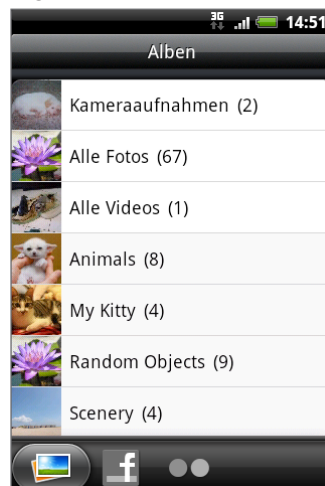 3G 14:51
Alben
Kameraaufnahmen (2)
Alle Fotos (67)
Alle Videos (1)
Animals (8)
My Kitty (4)
Random Objects (9)
Scenery (4)
f